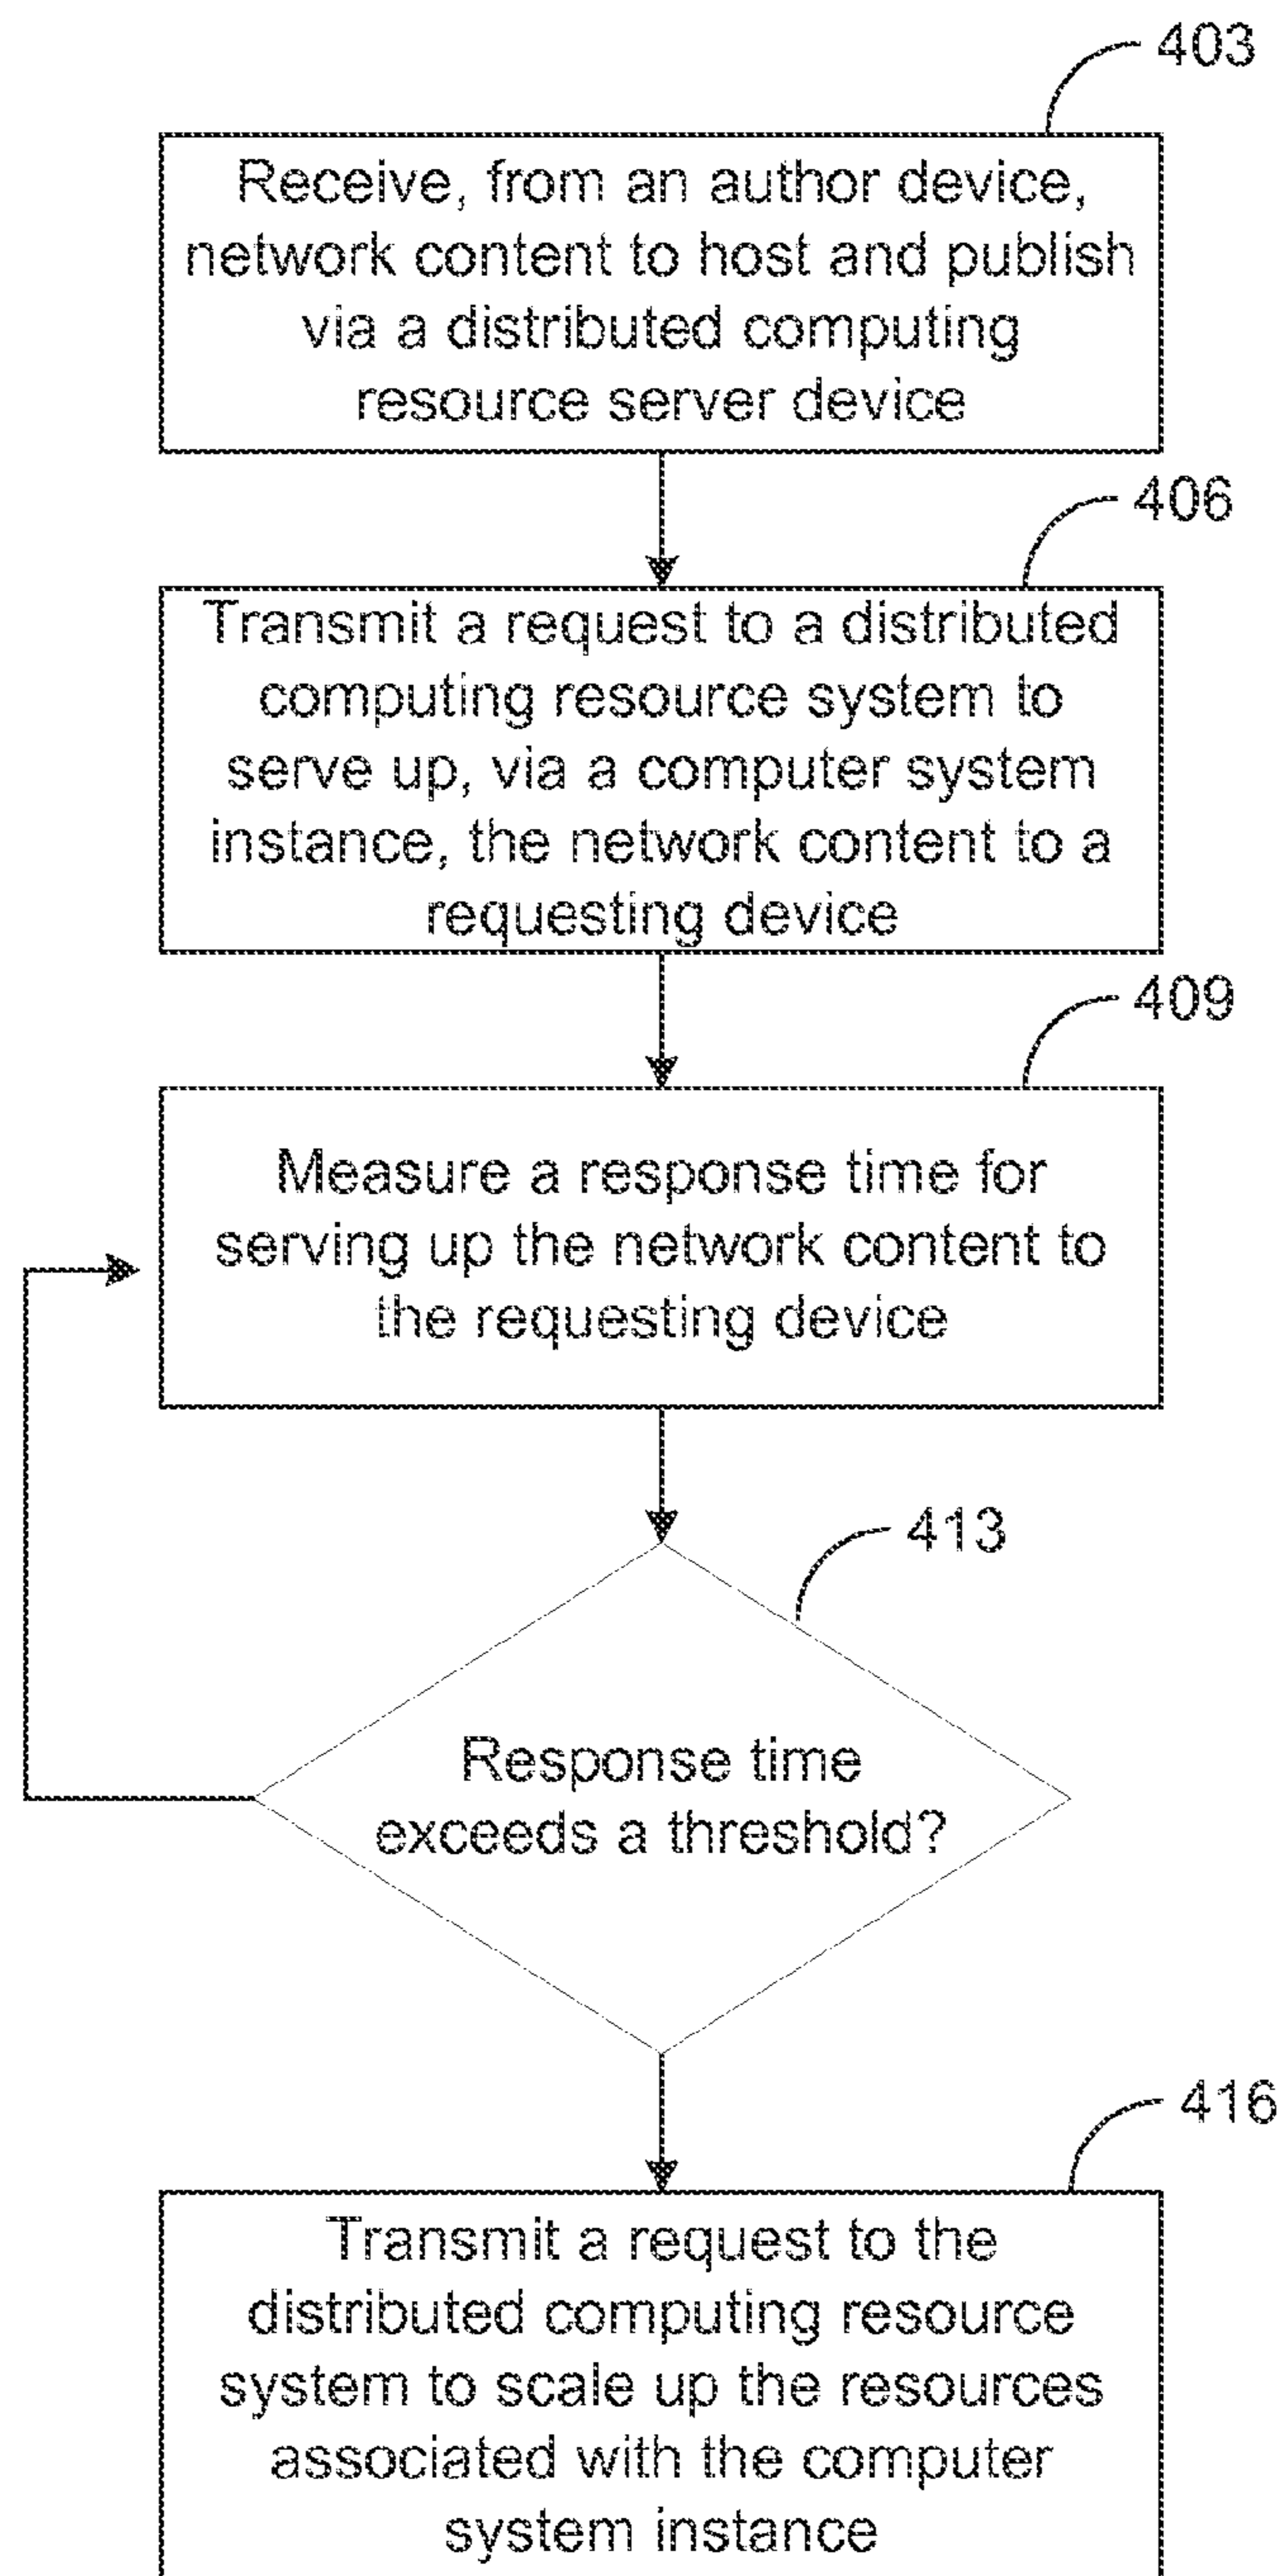 403
Receive, from an author device,
network content to host and publish
via a distributed computing
resource server device
406
Transmit a request to a distributed
computing resource system to
serve up, via a computer system
instance, the network content to a
requesting device
409
Measure a response time for
serving up the network content to
the requesting device
413
Response time
exceeds a threshold?
416
Transmit a request to the
distributed computing resource
system to scale up the resources
associated with the computer
system instance